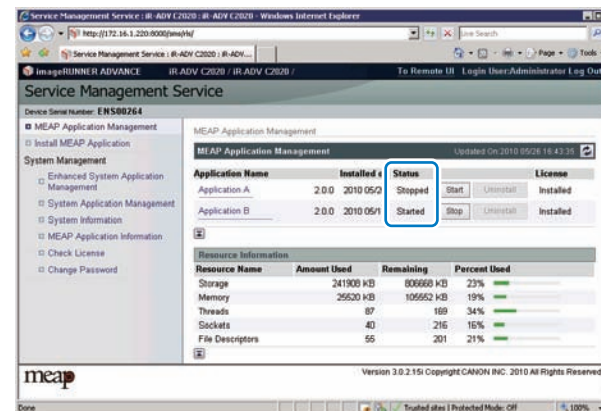 Service Management Service : iR-ADV C2020 : iR-ADV C2020 - Windows Internet Explorer
http://172.16.1.220:8000/sms/rls/
Live Search
Service Management Service : iR-ADV C2020 : iR-ADV...
Page
Tools
imageRUNNER ADVANCE iR-ADV C2020 / iR-ADV C2020 / To Remote UI Login User:Administrator Log Out
Service Management Service
Device Serial Number: ENS00264
MEAP Application Management
Install MEAP Application
System Management
Enhanced System Application Management
System Application Management
System Information
MEAP Application Information
Check License
Change Password
MEAP Application Management
MEAP Application Management Updated On:2010 05/26 16:43:35
Application Name Installed Status License
Application A 2.0.0 2010 05/2 Stopped Start Uninstall Installed
Application B 2.0.0 2010 05/1 Started Stop Uninstall Installed
Resource Information
Resource Name Amount Used Remaining Percent Used
Storage 241908 KB 806668 KB 23%
Memory 25520 KB 105552 KB 19%
Threads 87 169 34%
Sockets 40 216 16%
File Descriptors 55 201 21%
meap
Version 3.0.2.15i Copyright CANON INC. 2010 All Rights Reserved
Done Trusted sites | Protected Mode: Off 100%